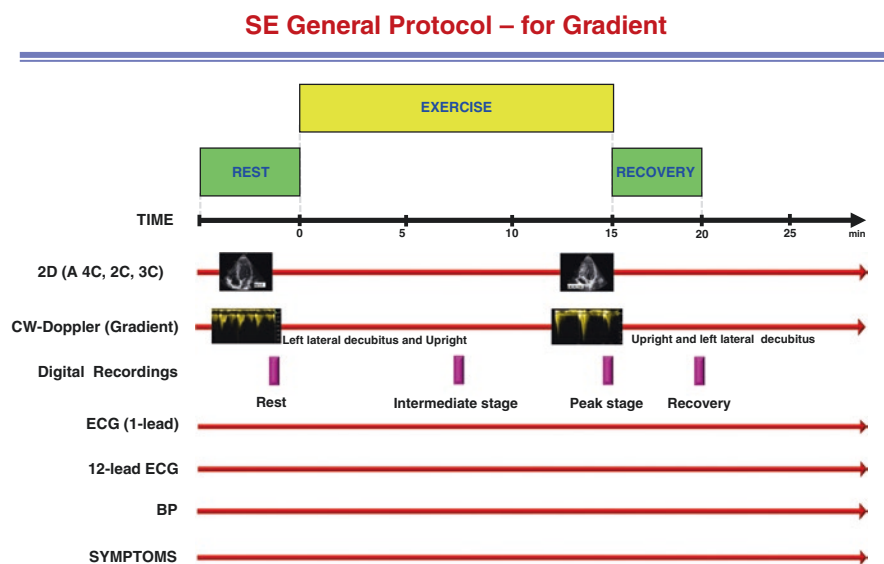 SE General Protocol – for Gradient
EXERCISE
REST
RECOVERY
TIME
0
5
10
15
20
25
min
2D (A 4C, 2C, 3C)
CW-Doppler (Gradient)
Left lateral decubitus and Upright
Upright and left lateral decubitus
Digital Recordings
Rest
Intermediate stage
Peak stage
Recovery
ECG (1-lead)
12-lead ECG
BP
SYMPTOMS